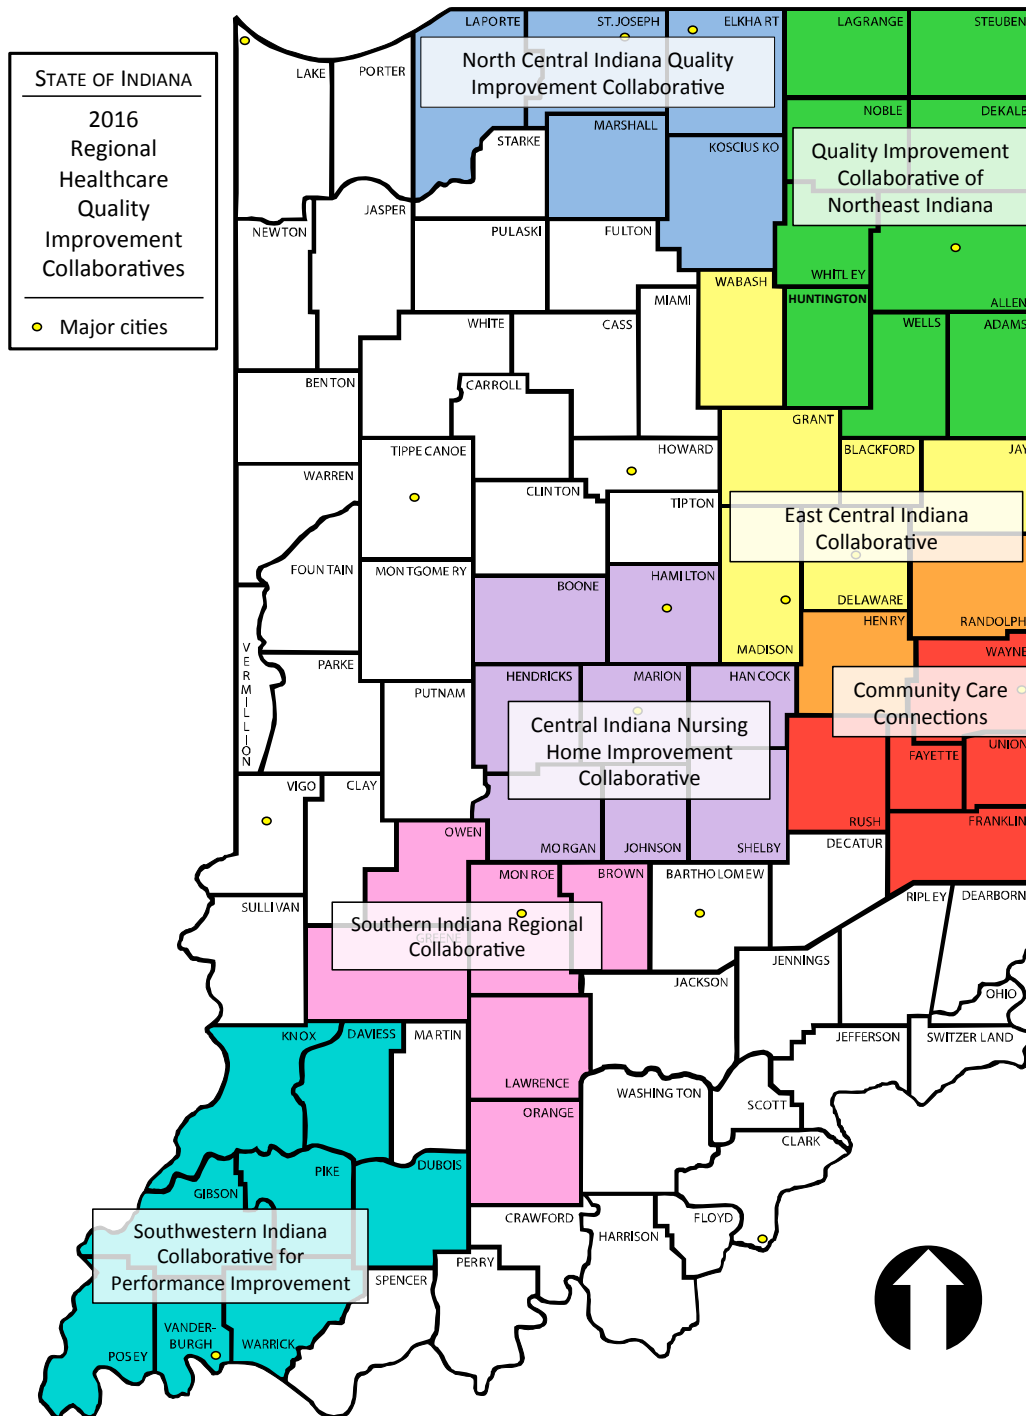 STATE OF INDIANA
2016
Regional
Healthcare
Quality
Improvement
Collaboratives
Major cities
LAPORTE
ST. JOSEPH
ELKHART
LAGRANGE
STEUBEN
North Central Indiana Quality
Improvement Collaborative
LAKE
PORTER
NOBLE
DEKALB
MARSHALL
STARKE
KOSCIUSKO
Quality Improvement
Collaborative of
Northeast Indiana
JASPER
NEWTON
PULASKI
FULTON
WHITLEY
WABASH
MIAMI
HUNTINGTON
ALLEN
WHITE
CASS
WELLS
ADAMS
BENTON
CARROLL
GRANT
TIPPECANOE
HOWARD
BLACKFORD
JAY
WARREN
CLINTON
TIPTON
East Central Indiana
Collaborative
FOUNTAIN
MONTGOMERY
BOONE
HAMILTON
DELAWARE
HENRY
RANDOLPH
VERMILLION
MADISON
WAYNE
PARKE
PUTNAM
HENDRICKS
MARION
HANCOCK
Community Care
Connections
Central Indiana Nursing
Home Improvement
Collaborative
UNION
FAYETTE
VIGO
CLAY
OWEN
RUSH
FRANKLIN
MORGAN
JOHNSON
SHELBY
DECATUR
MONROE
BROWN
BARTHOLOMEW
RIPLEY
DEARBORN
SULLIVAN
Southern Indiana Regional
Collaborative
GREENE
JENNINGS
JACKSON
OHIO
KNOX
DAVIESS
MARTIN
JEFFERSON
SWITZERLAND
LAWRENCE
WASHINGTON
SCOTT
ORANGE
CLARK
DUBOIS
PIKE
GIBSON
CRAWFORD
FLOYD
HARRISON
Southwestern Indiana
Collaborative for
Performance Improvement
PERRY
SPENCER
VANDER-
BURGH
WARRICK
POSEY